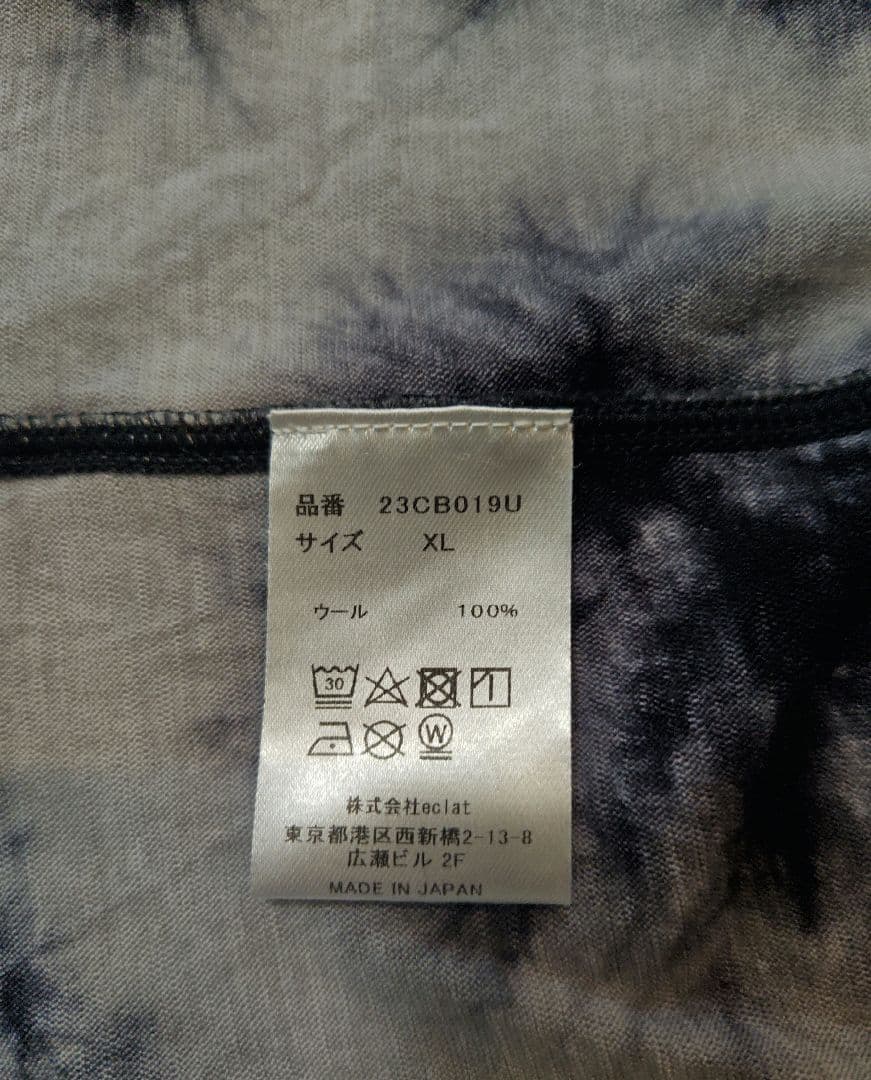 品番 23CB019U
サイズ XL
ウール 100%
30
W
株式会社eclat
東京都港区西新橋2-13-8
広瀬ビル 2F
MADE IN JAPAN